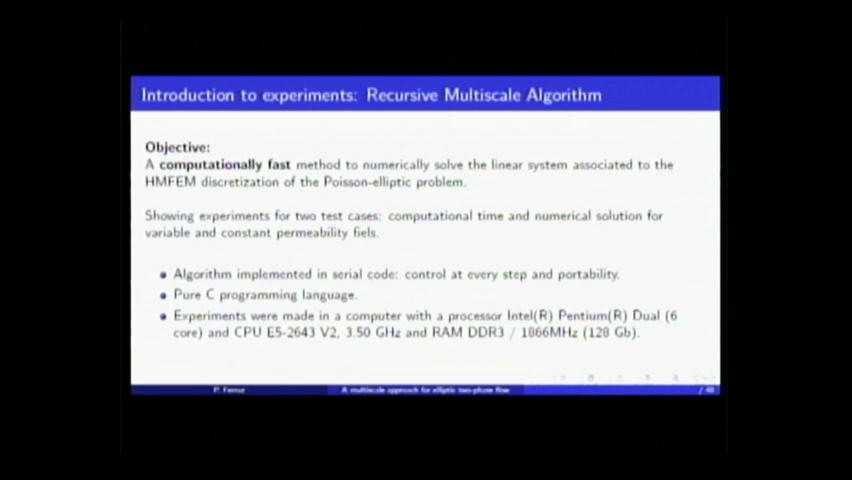 Introduction to experiments: Recursive Multiscale Algorithm
Objective:
A computationally fast method to numerically solve the linear system associated to the
HMFEM discretization of the Poisson-elliptic problem.
Showing experiments for two test cases: computational time and numerical solution for
variable and constant permeability fiels.
Algorithm implemented in serial code: control at every step and portability.
Pure C programming language.
Experiments were made in a computer with a processor Intel(R) Pentium(R) Dual (6
core) and CPU E5-2643 V2, 3.50 GHz and RAM DDR3 / 1866MHz (128 Gb).
A multiscale approach for elliptic two-phase flow